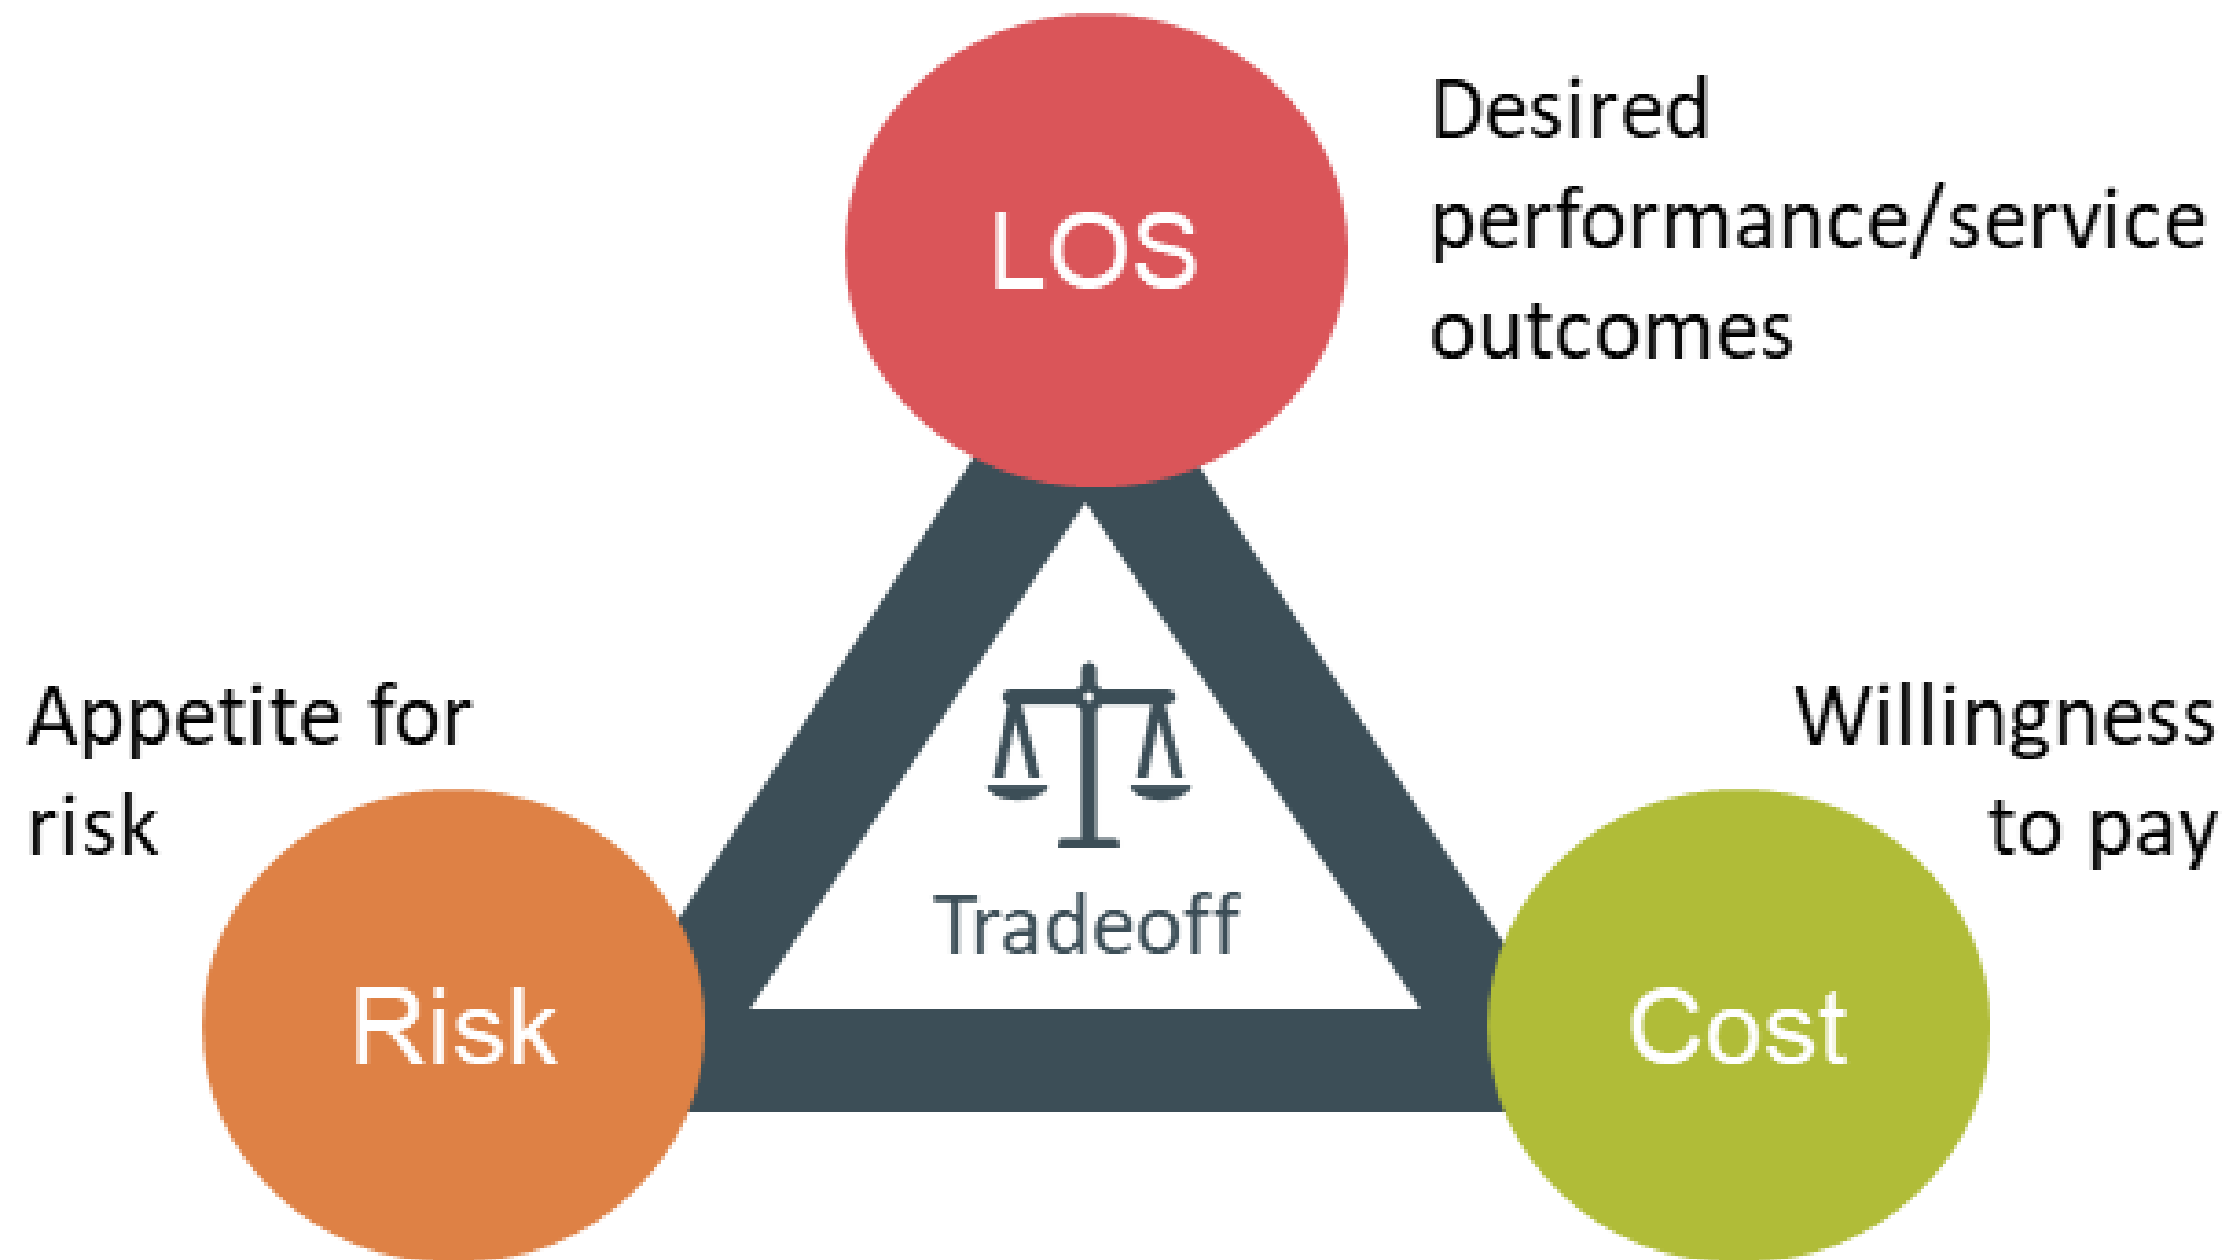 LOS
Desired
performance/service
outcomes
Appetite for
risk
Willingness
to pay
Tradeoff
Risk
Cost